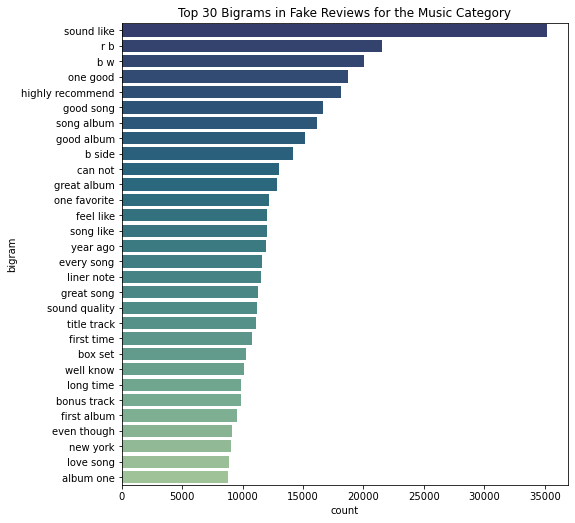 Top 30 Bigrams in Fake Reviews for the Music Category
sound like
r b
b w
one good
highly recommend
good song
song album
good album
b side
can not
great album
one favorite
feel like
song like
year ago
every song
liner note
great song
sound quality
title track
first time
box set
well know
long time
bonus track
first album
even though
new york
love song
album one
bigram
0 5000 10000 15000 20000 25000 30000 35000
count